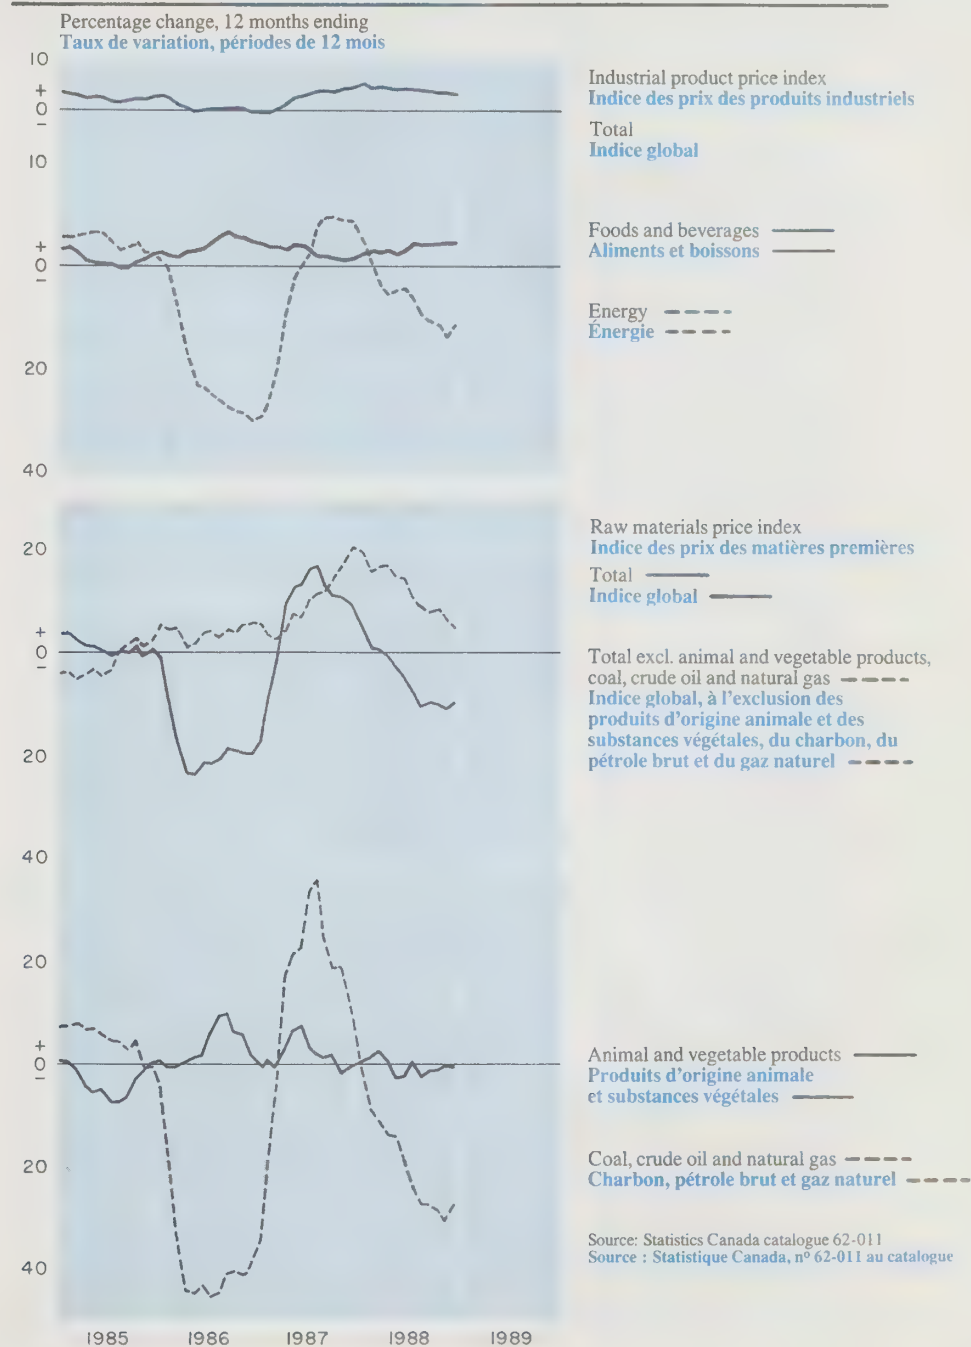 Percentage change, 12 months ending
Taux de variation, périodes de 12 mois
10
+
0
−
10
+
0
−
20
40
Industrial product price index
Indice des prix des produits industriels
Total
Indice global
Foods and beverages
Aliments et boissons
Energy
Énergie
20
+
0
−
20
40
Raw materials price index
Indice des prix des matières premières
Total
Indice global
Total excl. animal and vegetable products,
coal, crude oil and natural gas
Indice global, à l'exclusion des
produits d'origine animale et des
substances végétales, du charbon, du
pétrole brut et du gaz naturel
20
+
0
−
20
40
Animal and vegetable products
Produits d'origine animale
et substances végétales
Coal, crude oil and natural gas
Charbon, pétrole brut et gaz naturel
Source: Statistics Canada catalogue 62-011
Source : Statistique Canada, nº 62-011 au catalogue
1985 1986 1987 1988 1989